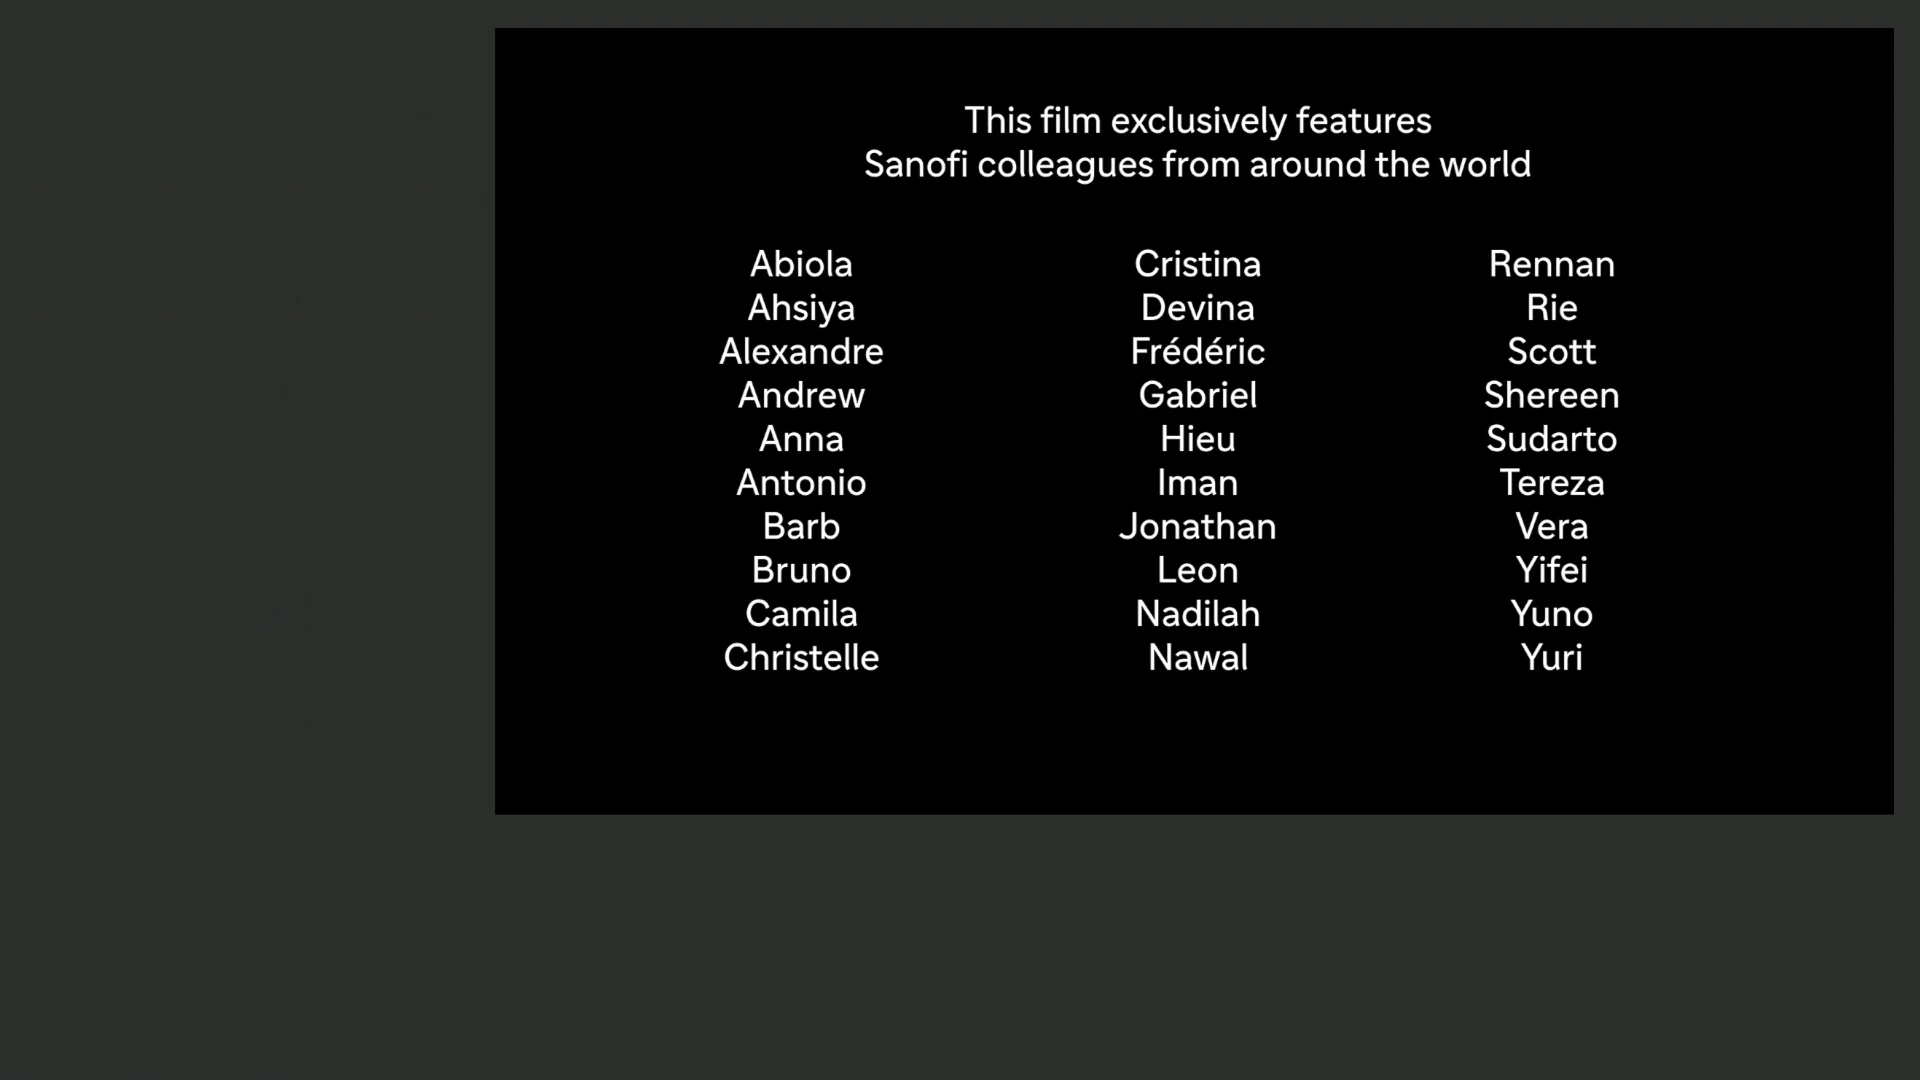 This film exclusively features
Sanofi colleagues from around the world
Abiola
Ahsiya
Alexandre
Andrew
Anna
Antonio
Barb
Bruno
Camila
Christelle
Cristina
Devina
Frédéric
Gabriel
Hieu
Iman
Jonathan
Leon
Nadilah
Nawal
Rennan
Rie
Scott
Shereen
Sudarto
Tereza
Vera
Yifei
Yuno
Yuri